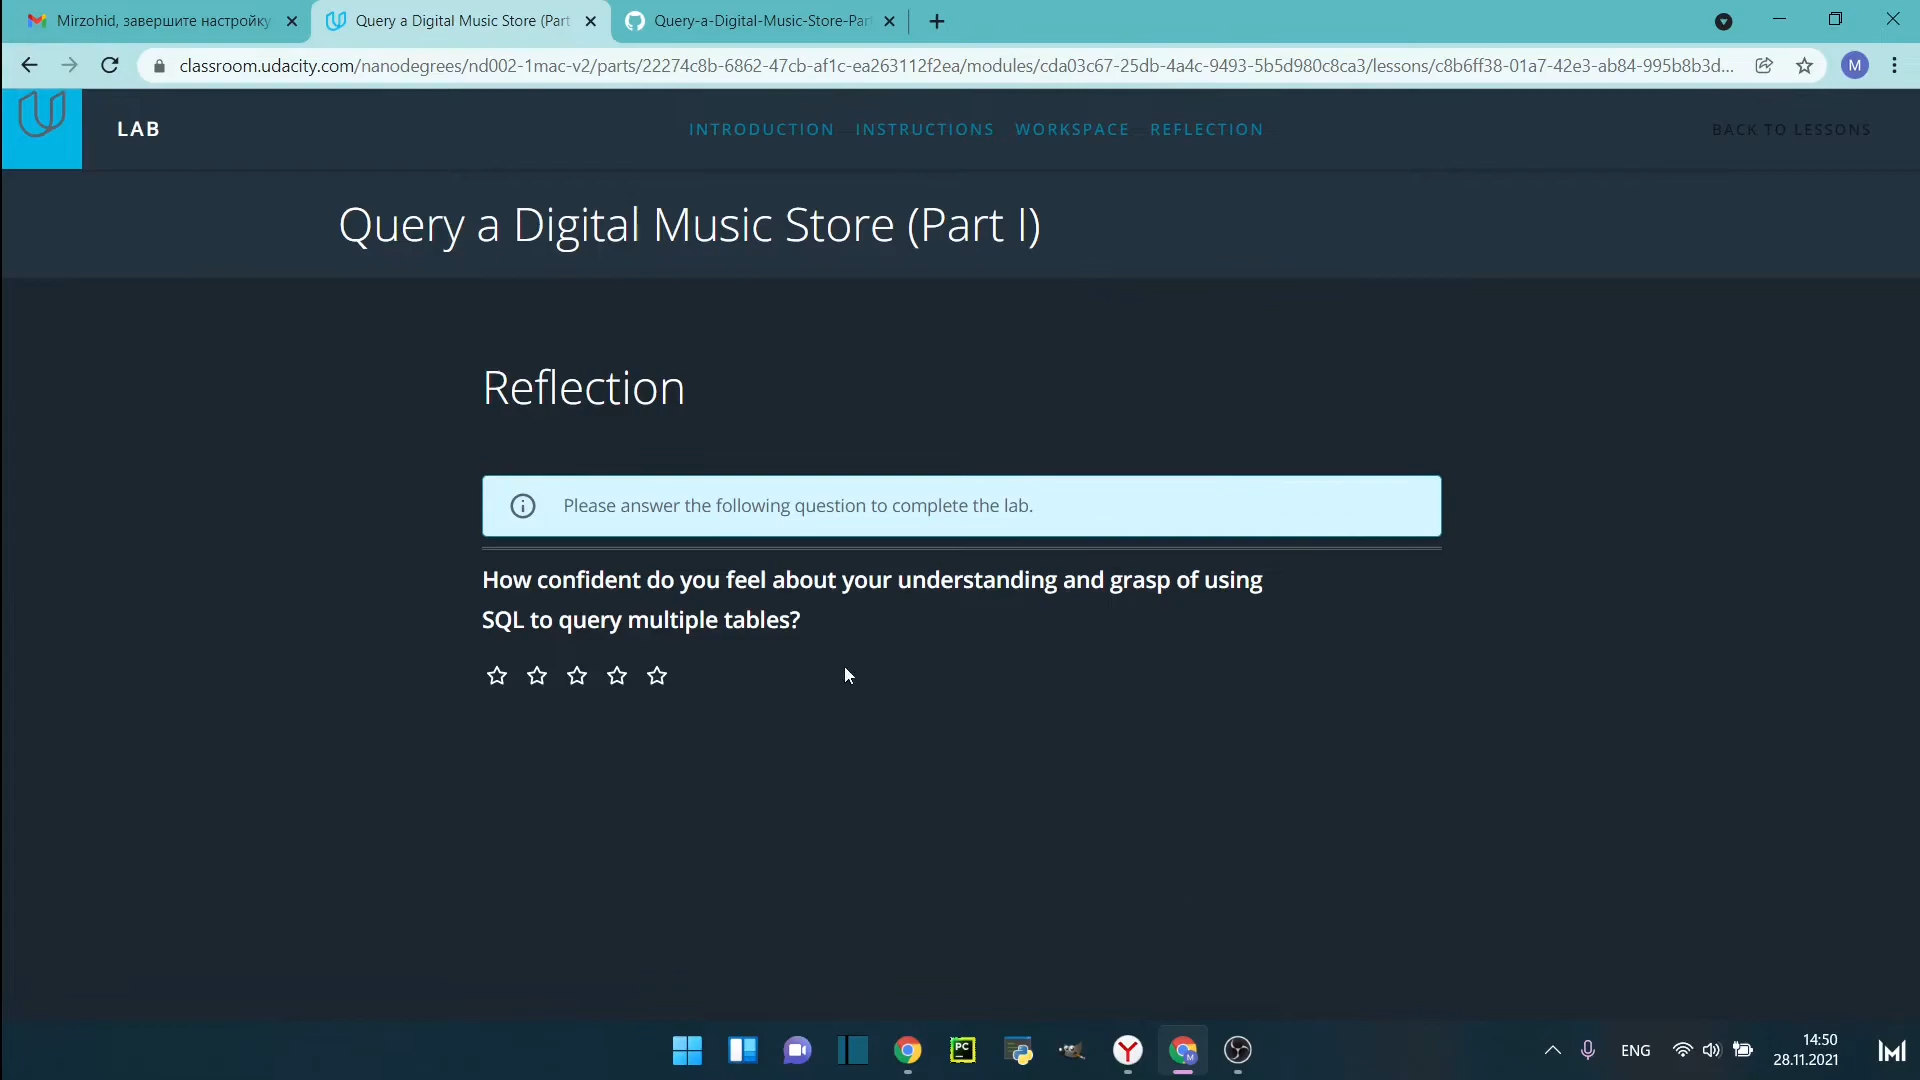 Mirzohid, завершите настройку
Query a Digital Music Store (Part
Query-a-Digital-Music-Store-Par
classroom.udacity.com/nanodegrees/nd002-1mac-v2/parts/22274c8b-6862-47cb-af1c-ea263112f2ea/modules/cda03c67-25db-4a4c-9493-5b5d980c8ca3/lessons/c8b6ff38-01a7-42e3-ab84-995b8b3d...
M
LAB
INTRODUCTION INSTRUCTIONS WORKSPACE REFLECTION
BACK TO LESSONS
Query a Digital Music Store (Part I)
Reflection
Please answer the following question to complete the lab.
How confident do you feel about your understanding and grasp of using
SQL to query multiple tables?
PC
M
ENG
14:50
28.11.2021